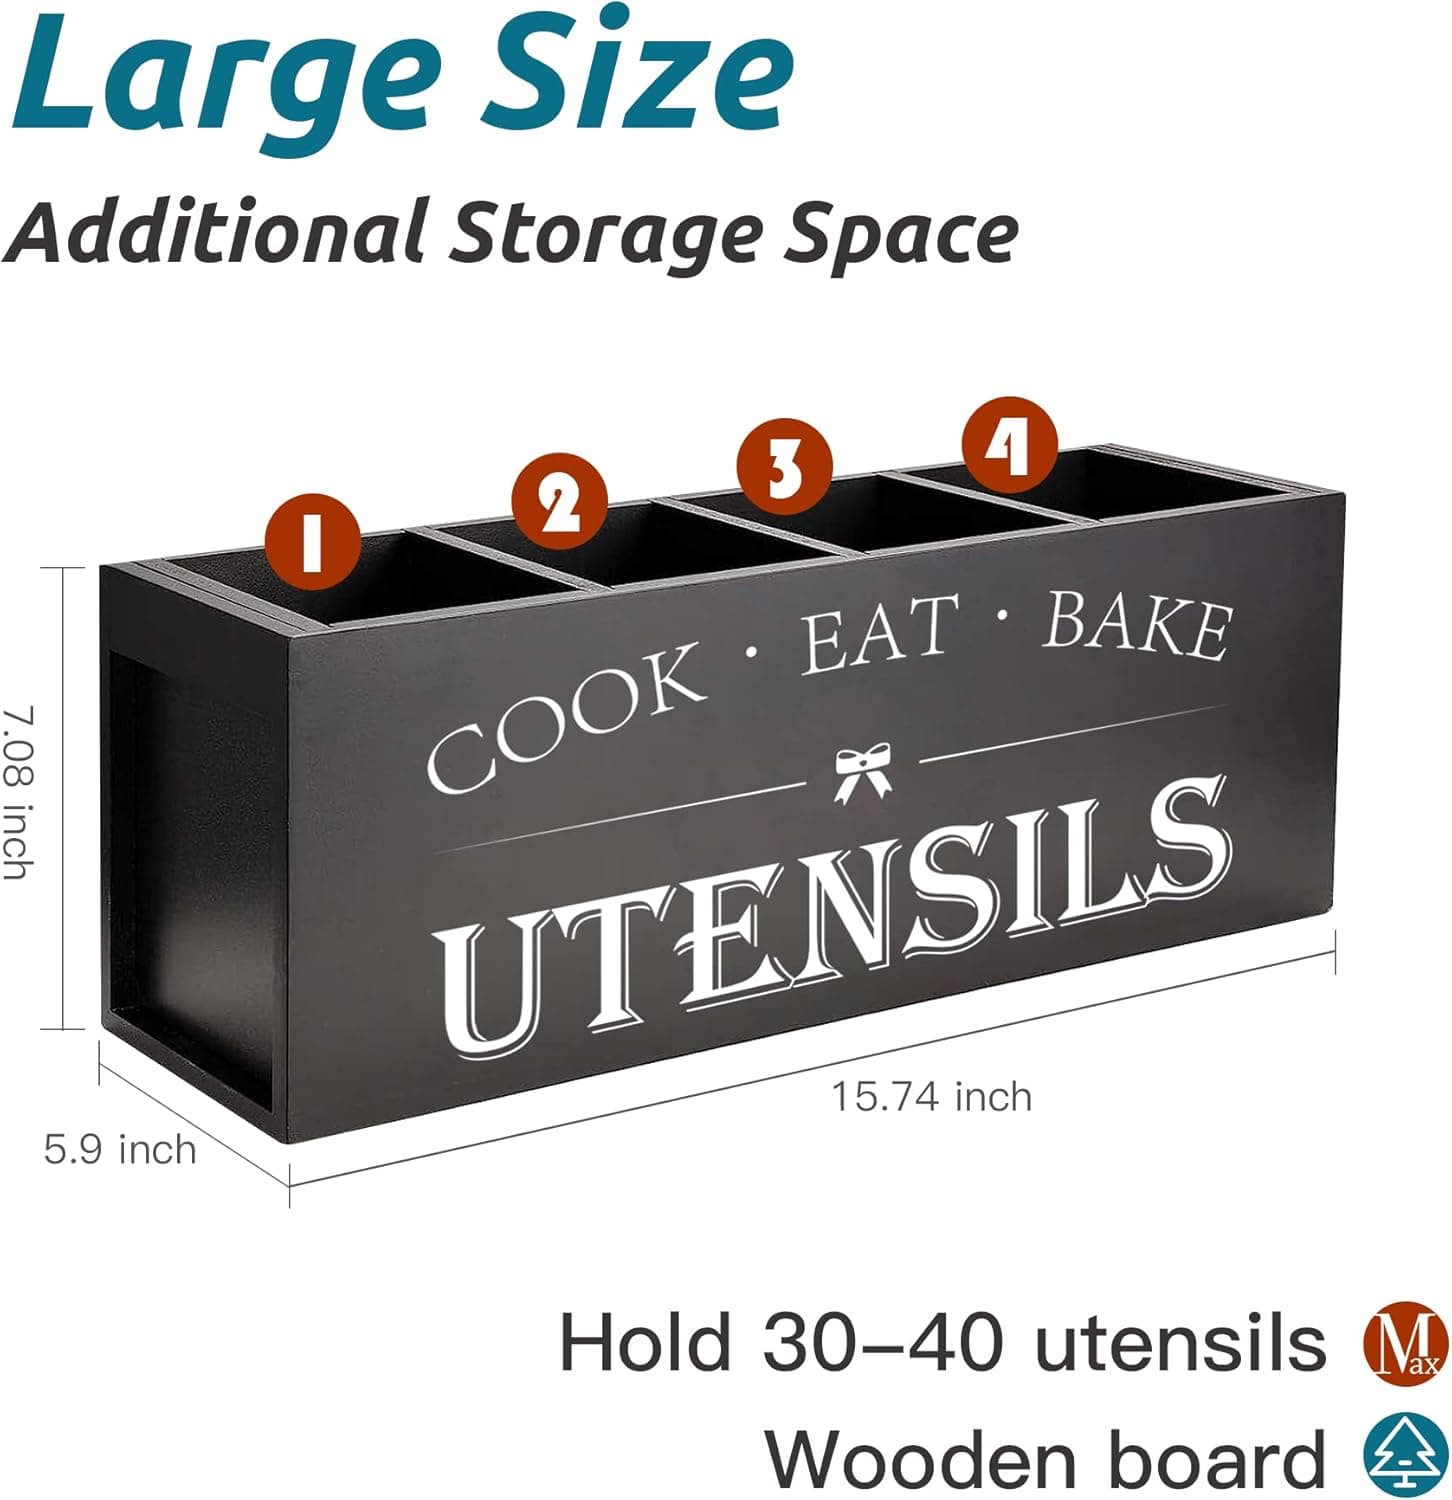 Large Size
Additional Storage Space
1
2
3
4
COOK · EAT · BAKE
UTENSILS
7.08 inch
5.9 inch
15.74 inch
Hold 30–40 utensils
Max
Wooden board